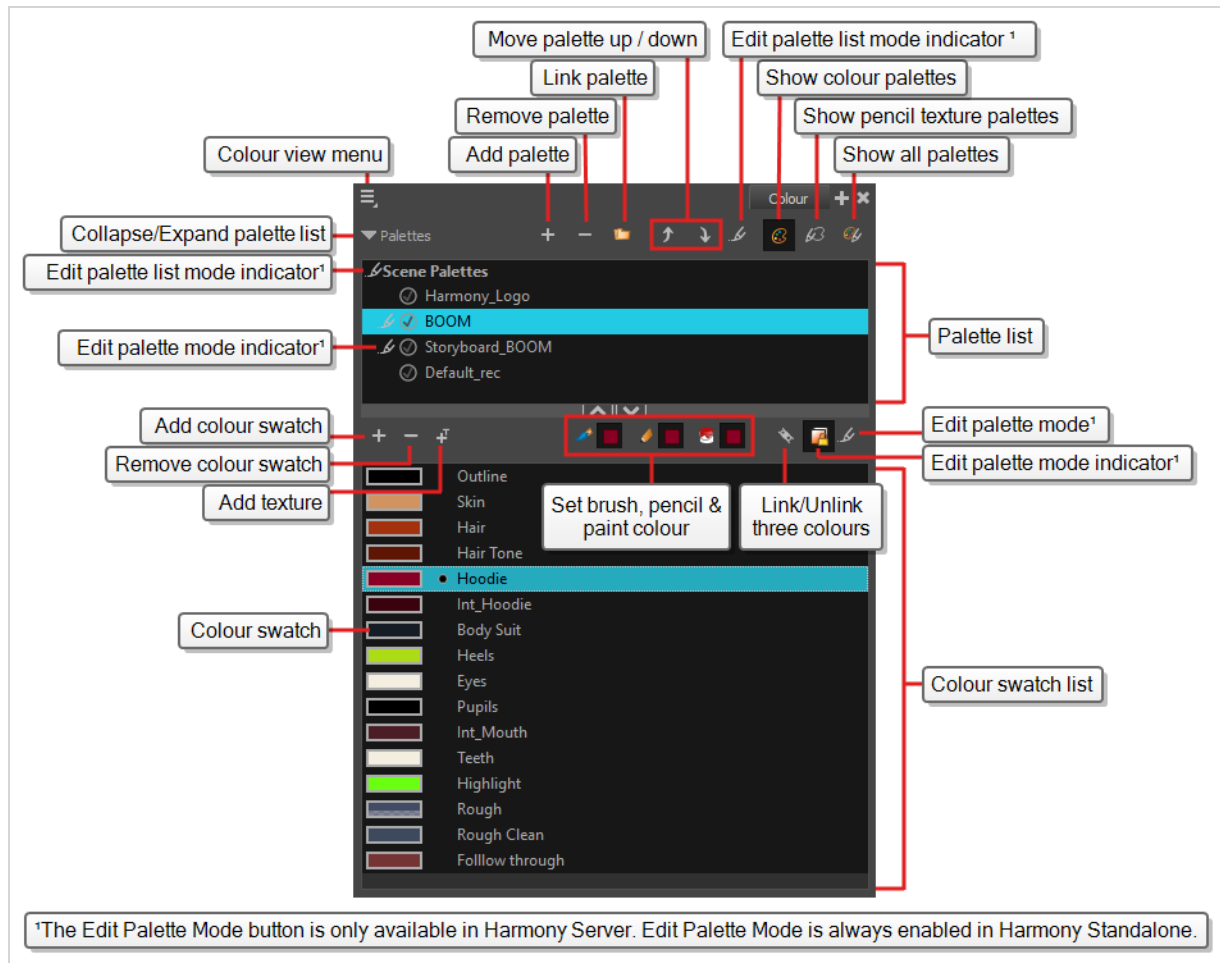 Move palette up / down
Edit palette list mode indicator ¹
Link palette
Show colour palettes
Remove palette
Show pencil texture palettes
Colour view menu
Add palette
Show all palettes
Colour
Collapse/Expand palette list
Palettes
Edit palette list mode indicator¹
Scene Palettes
Harmony_Logo
BOOM
Palette list
Edit palette mode indicator¹
Storyboard_BOOM
Default_rec
Add colour swatch
Edit palette mode¹
Remove colour swatch
Edit palette mode indicator¹
Add texture
Set brush, pencil &
paint colour
Link/Unlink
three colours
Outline
Skin
Hair
Hair Tone
Hoodie
Int_Hoodie
Colour swatch
Body Suit
Heels
Eyes
Colour swatch list
Pupils
Int_Mouth
Teeth
Highlight
Rough
Rough Clean
Folllow through
¹The Edit Palette Mode button is only available in Harmony Server. Edit Palette Mode is always enabled in Harmony Standalone.